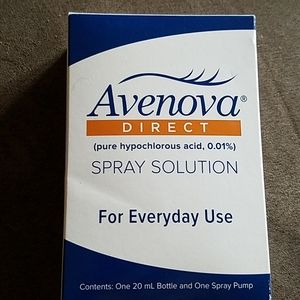 Avenova®
DIRECT
(pure hypochlorous acid, 0.01%)
SPRAY SOLUTION
For Everyday Use
Contents: One 20 mL Bottle and One Spray Pump